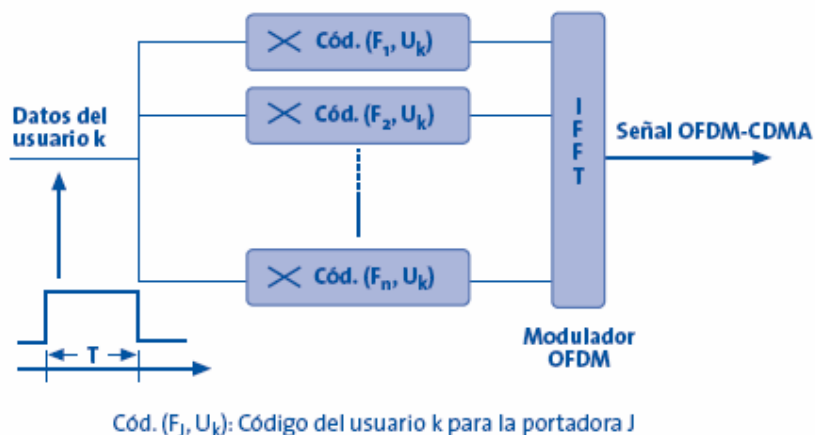 Cód. (F1, Uk)
Cód. (F2, Uk)
Datos del
usuario k
I
F
F
T
Señal OFDM-CDMA
Cód. (Fn, Uk)
T
Modulador
OFDM
Cód. (FJ, Uk): Código del usuario k para la portadora J